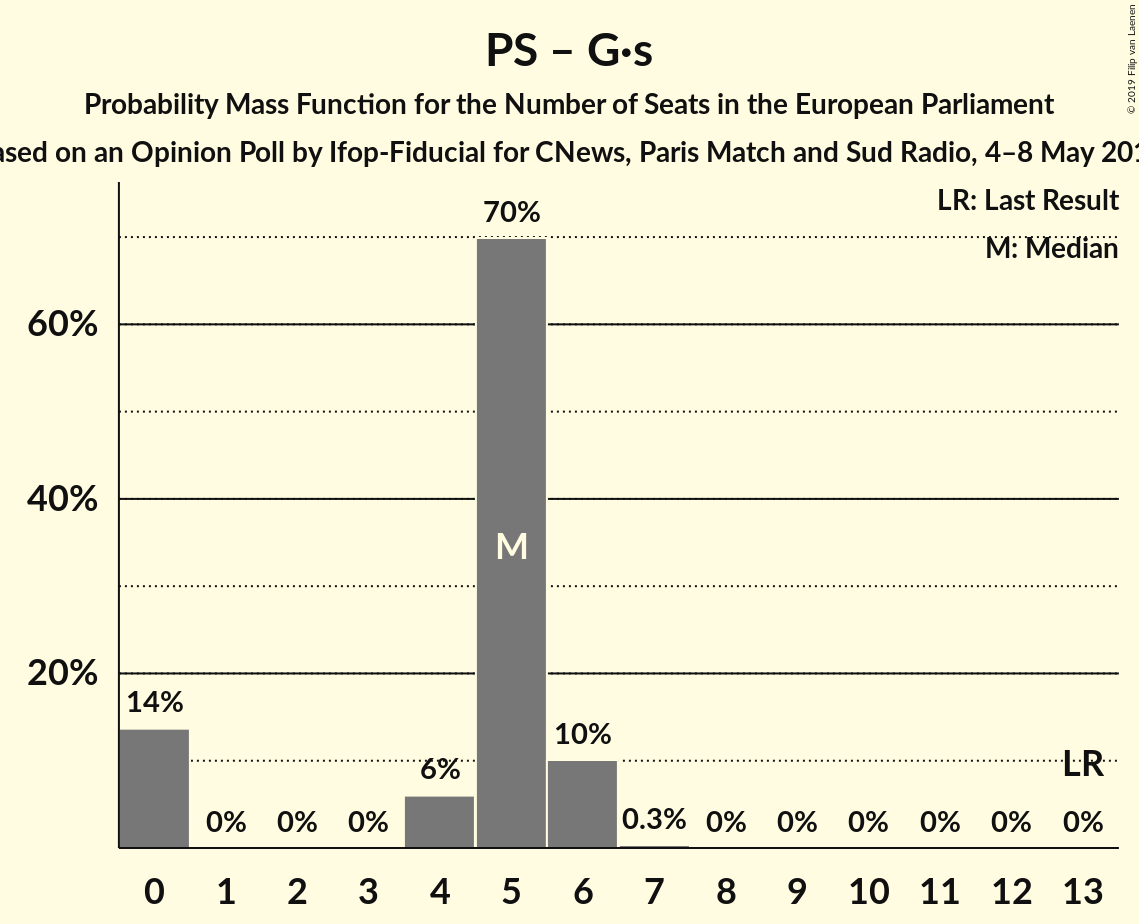 PS – G·s
Probability Mass Function for the Number of Seats in the European Parliament
on an Opinion Poll by Ifop-Fiducial for CNews, Paris Match and Sud Radio, 4–8 May
© 2019 Filip van Laenen
LR: Last Result
M: Median
70%
60%
40%
20%
M
14%
0%
0%
0%
6%
10%
0.3%
0%
0%
0%
0%
0%
0%
LR
0 1 2 3 4 5 6 7 8 9 10 11 12 13